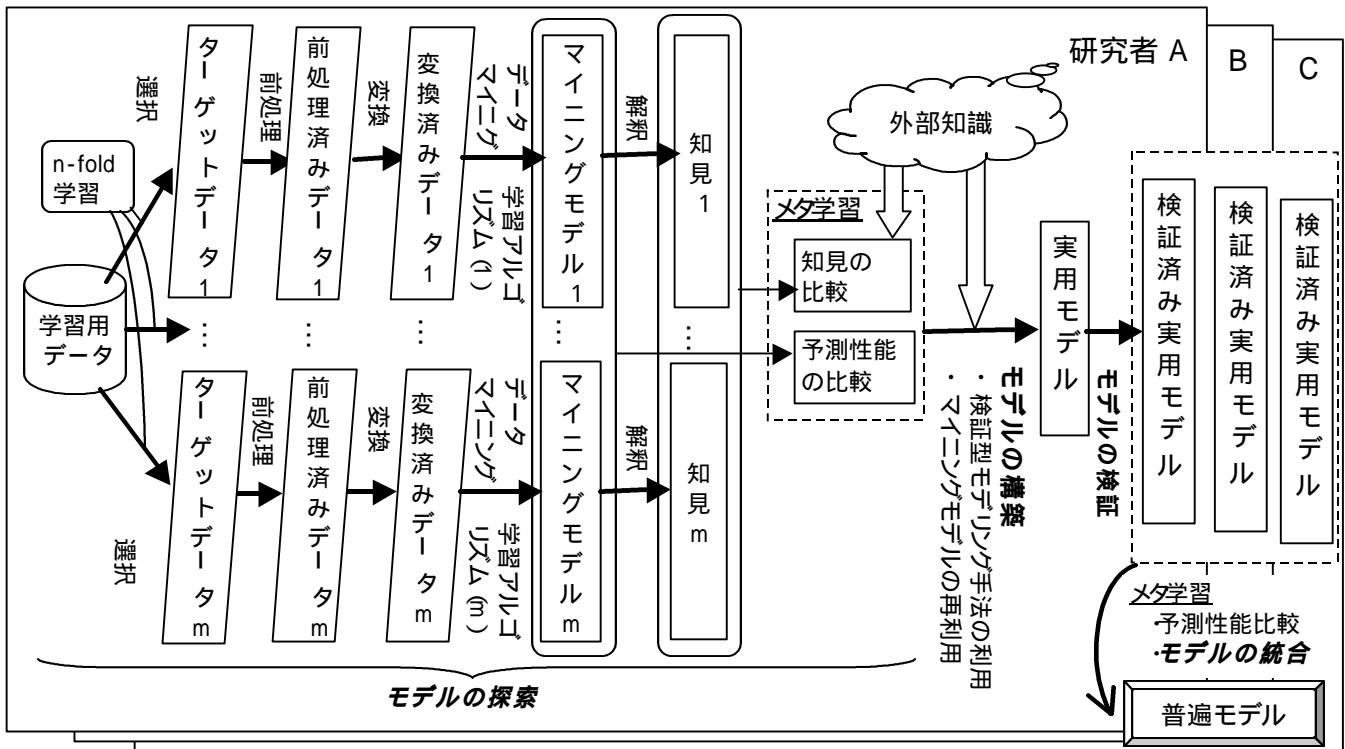 研究者 A
B
C
n-fold
学習
学習用
データ
選択
ターゲットデータ1
前処理
前処理済みデータ1
変換
変換済みデータ1
データ
マイニング
学習アルゴ
リズム(1)
マイニングモデル1
解釈
知見1
…
…
…
…
…
選択
ターゲットデータm
前処理
前処理済みデータm
変換
変換済みデータm
データ
マイニング
学習アルゴ
リズム(m)
マイニングモデルm
解釈
知見m
モデルの探索
外部知識
メタ学習
知見の
比較
予測性能
の比較
モデルの構築
・検証型モデリング手法の利用
・マイニングモデルの再利用
実用モデル
モデルの検証
検証済み実用モデル
検証済み実用モデル
検証済み実用モデル
メタ学習
・予測性能比較
・モデルの統合
普遍モデル